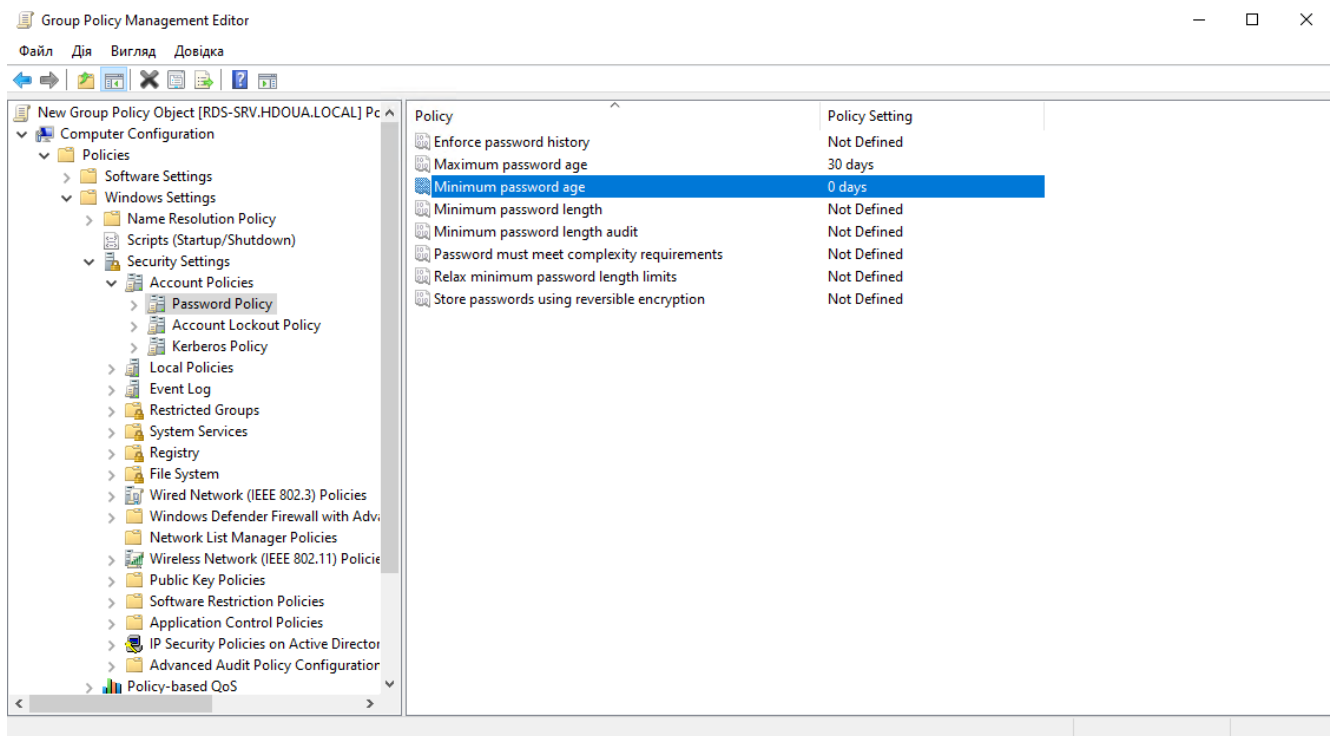 Group Policy Management Editor
Файл Дія Вигляд Довідка
New Group Policy Object [RDS-SRV.HDOUA.LOCAL] Pc
Computer Configuration
Policies
Software Settings
Windows Settings
Name Resolution Policy
Scripts (Startup/Shutdown)
Security Settings
Account Policies
Password Policy
Account Lockout Policy
Kerberos Policy
Local Policies
Event Log
Restricted Groups
System Services
Registry
File System
Wired Network (IEEE 802.3) Policies
Windows Defender Firewall with Adva
Network List Manager Policies
Wireless Network (IEEE 802.11) Policie
Public Key Policies
Software Restriction Policies
Application Control Policies
IP Security Policies on Active Director
Advanced Audit Policy Configuration
Policy-based QoS
Policy Policy Setting
Enforce password history Not Defined
Maximum password age 30 days
Minimum password age 0 days
Minimum password length Not Defined
Minimum password length audit Not Defined
Password must meet complexity requirements Not Defined
Relax minimum password length limits Not Defined
Store passwords using reversible encryption Not Defined